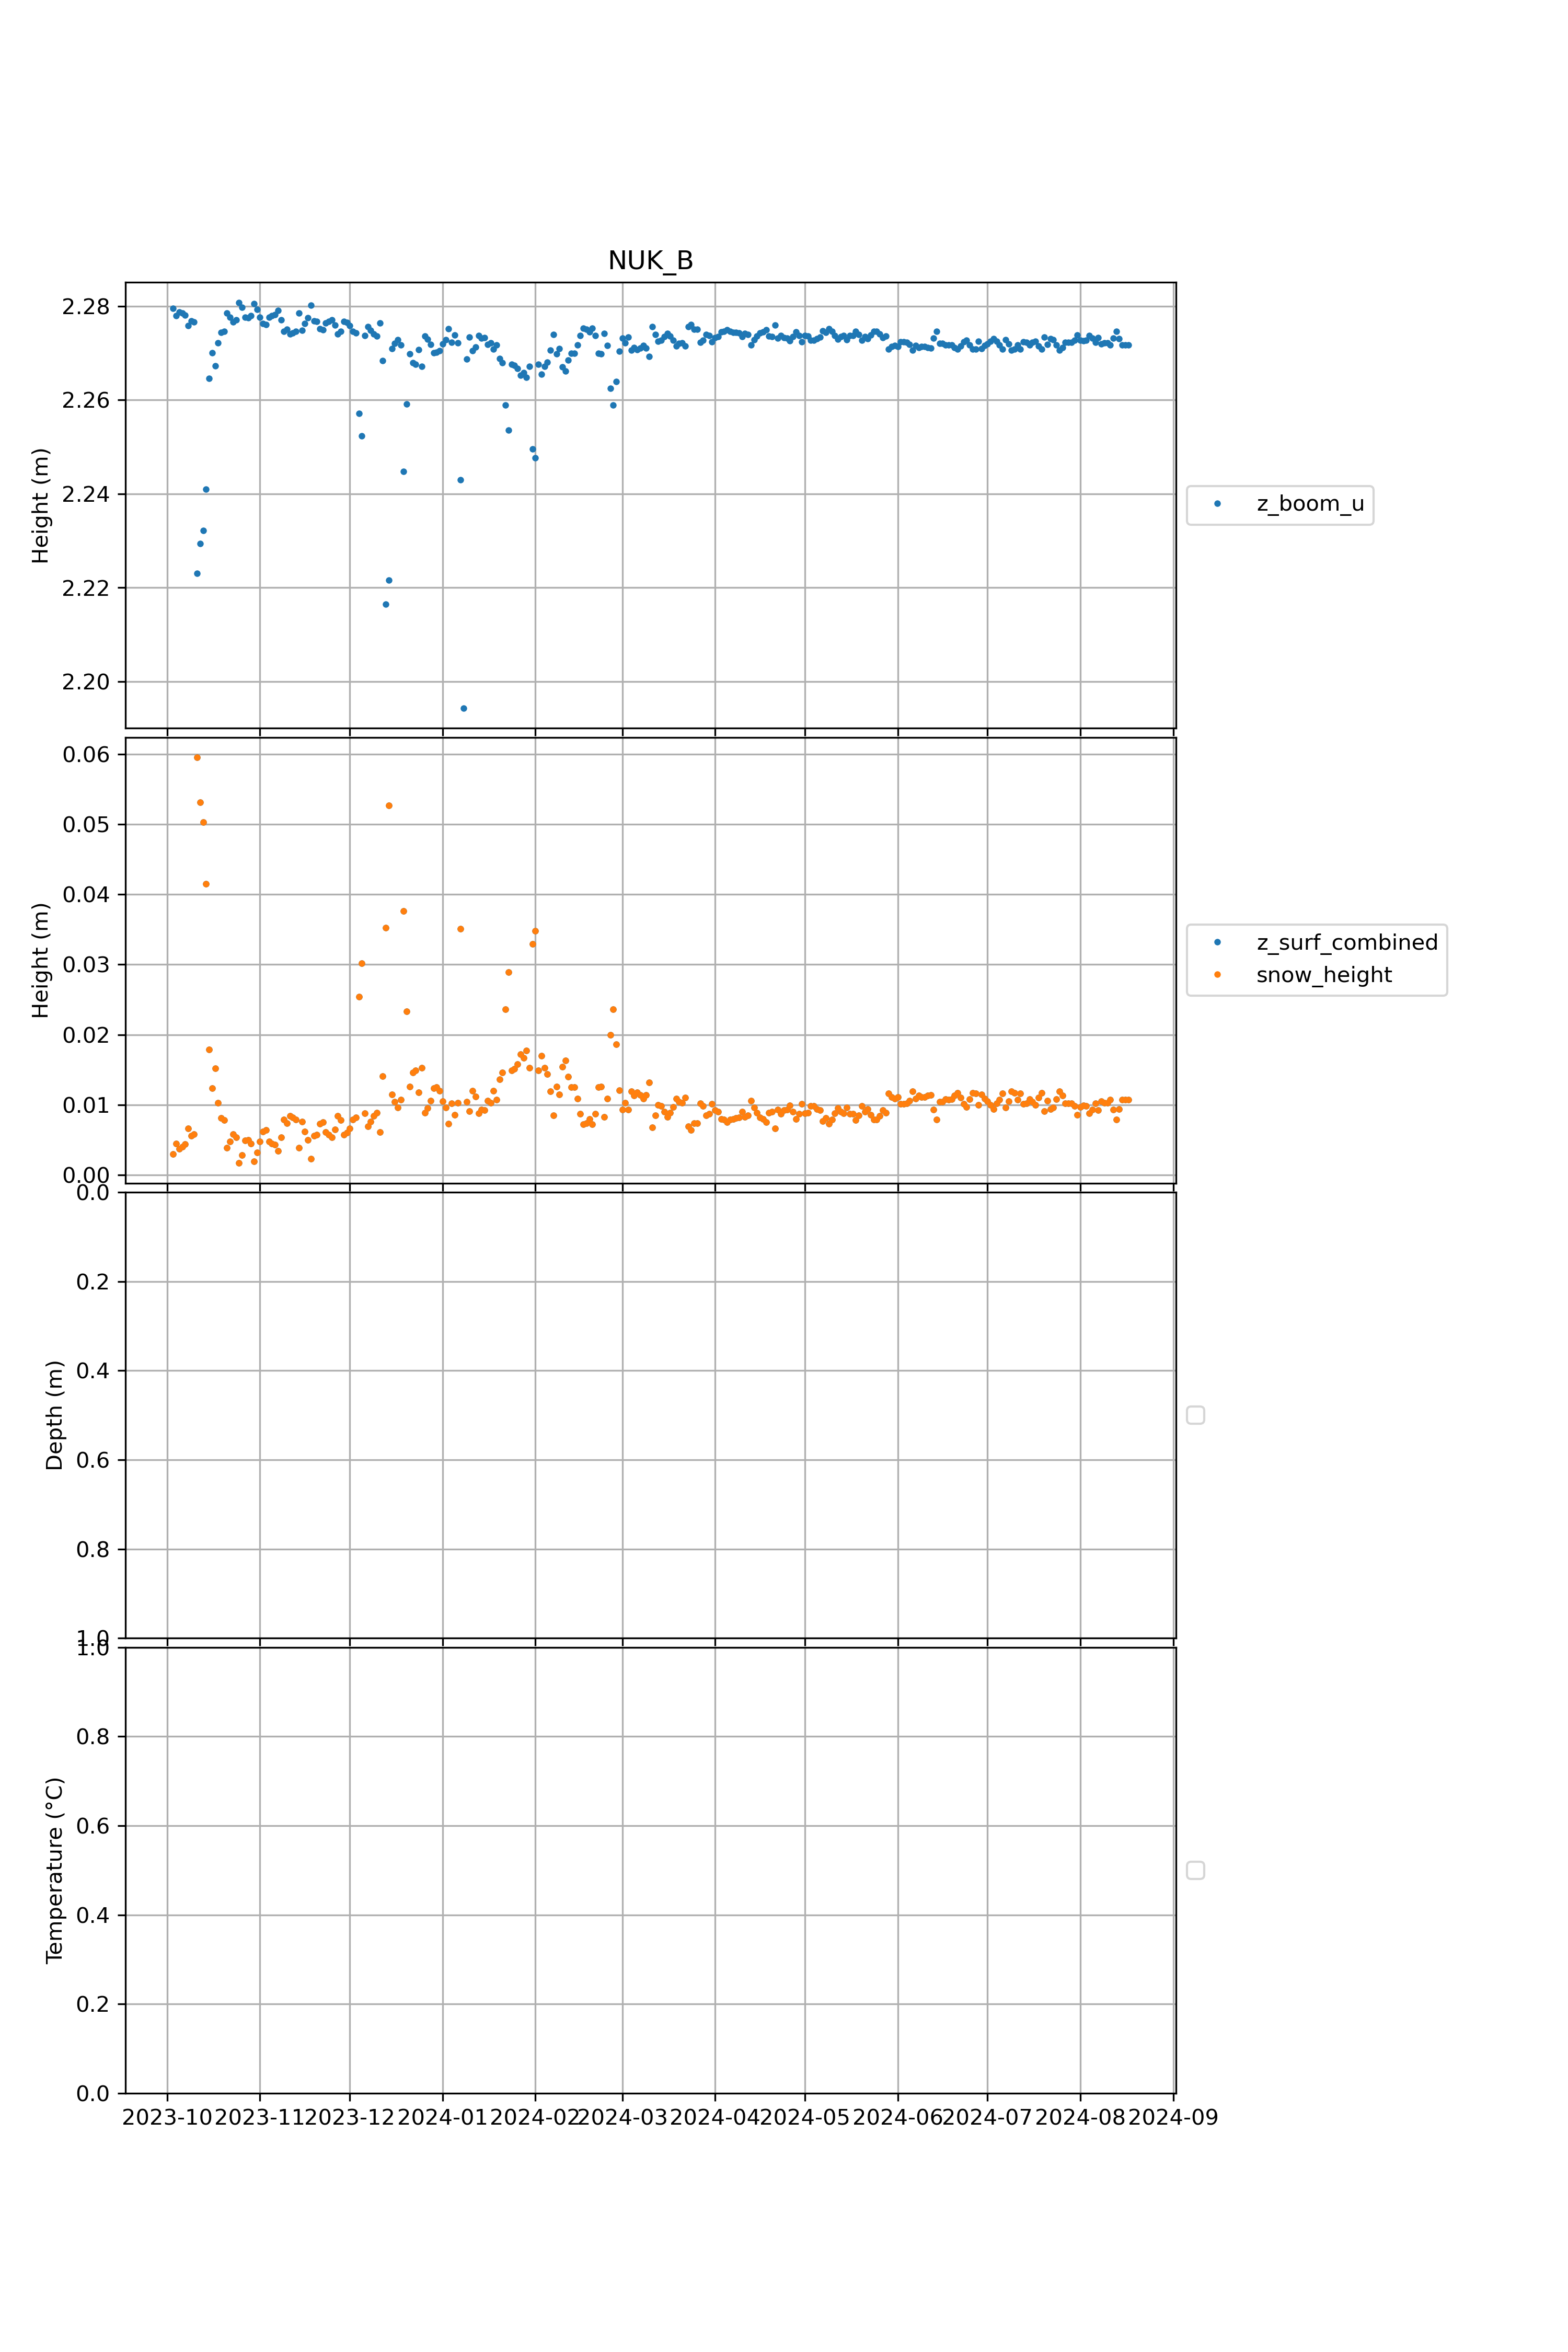 NUK_B
2.28
2.26
2.24
2.22
2.20
Height (m)
z_boom_u
0.06
0.05
0.04
0.03
0.02
0.01
0.00
Height (m)
z_surf_combined
snow_height
0.0
0.2
0.4
0.6
0.8
1.0
Depth (m)
1.0
0.8
0.6
0.4
0.2
0.0
Temperature (°C)
2023-10 2023-11 2023-12 2024-01 2024-02 2024-03 2024-04 2024-05 2024-06 2024-07 2024-08 2024-09